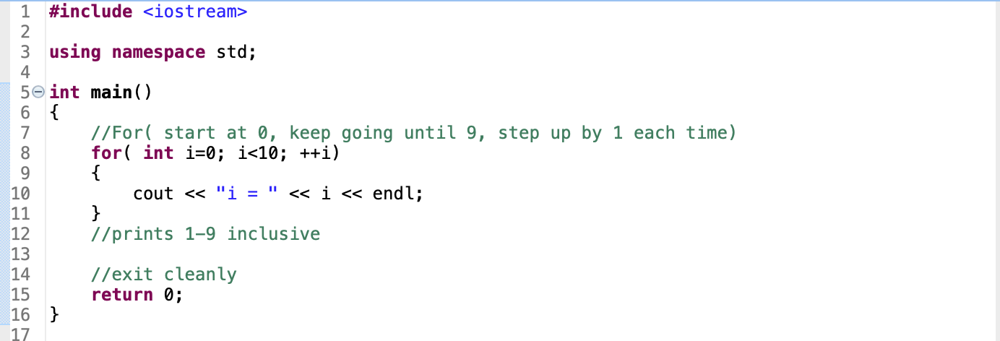 1 #include <iostream>
2
3 using namespace std;
4
5 int main()
6 {
7     //For( start at 0, keep going until 9, step up by 1 each time)
8     for( int i=0; i<10; ++i)
9     {
10         cout << "i = " << i << endl;
11     }
12     //prints 1-9 inclusive
13
14     //exit cleanly
15     return 0;
16 }
17